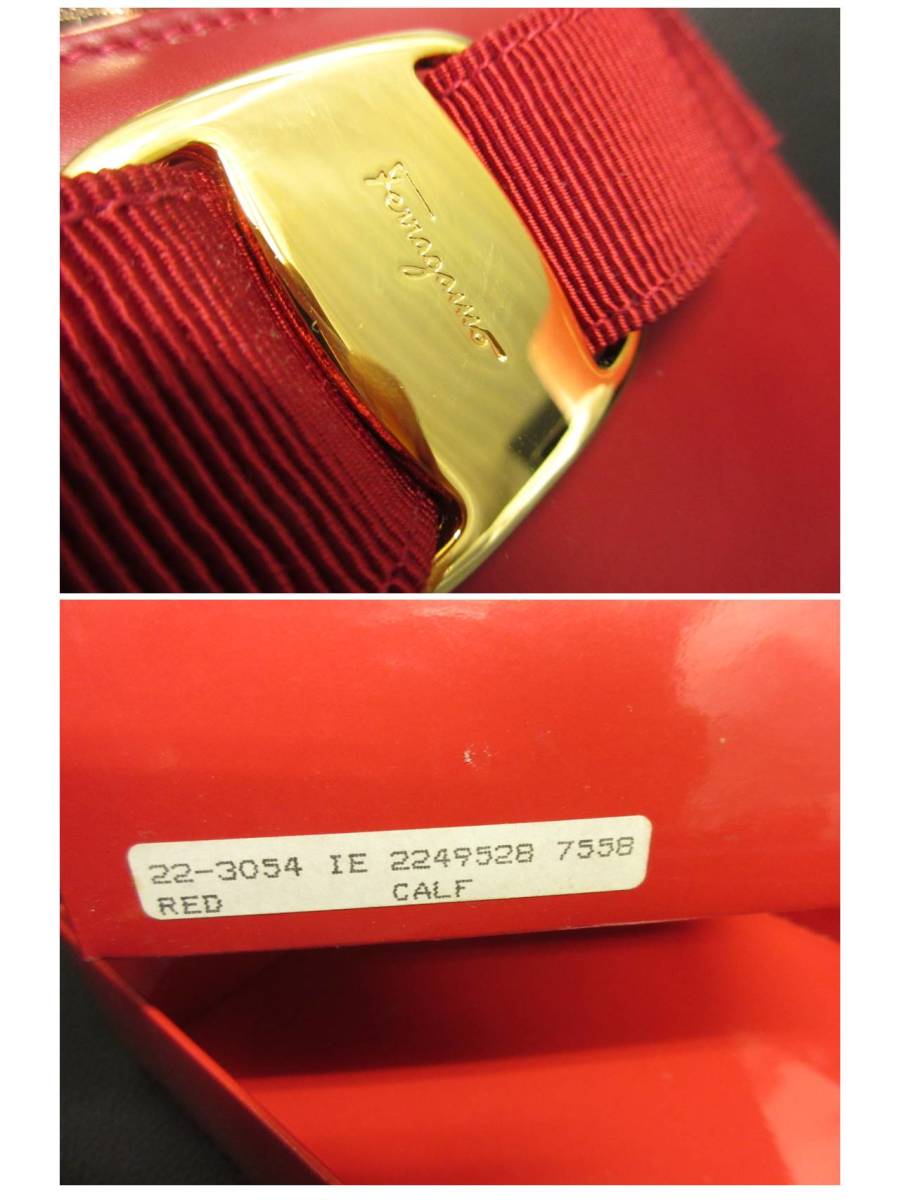 Ferragamo
22-3054 IE 2249528 7558
RED CALF